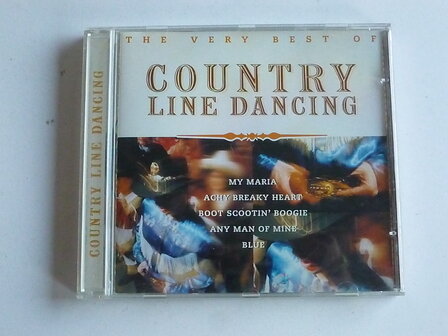 THE VERY BEST OF
COUNTRY
LINE DANCING
MY MARIA
ACHY BREAKY HEART
BOOT SCOOTIN' BOOGIE
ANY MAN OF MINE
BLUE
COUNTRY LINE DANCING